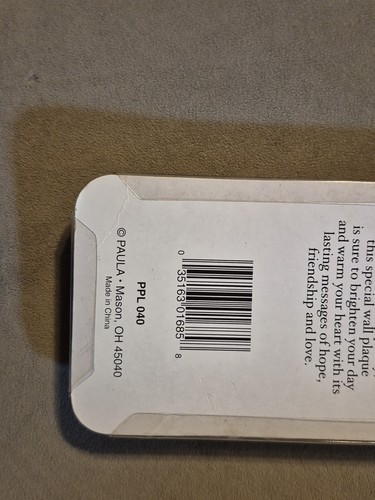 this special wall plaque
is sure to brighten your day
and warm your heart with its
lasting messages of hope,
friendship and love.
0 35163 01685 8
PPL 040
© PAULA • Mason, OH 45040
Made in China